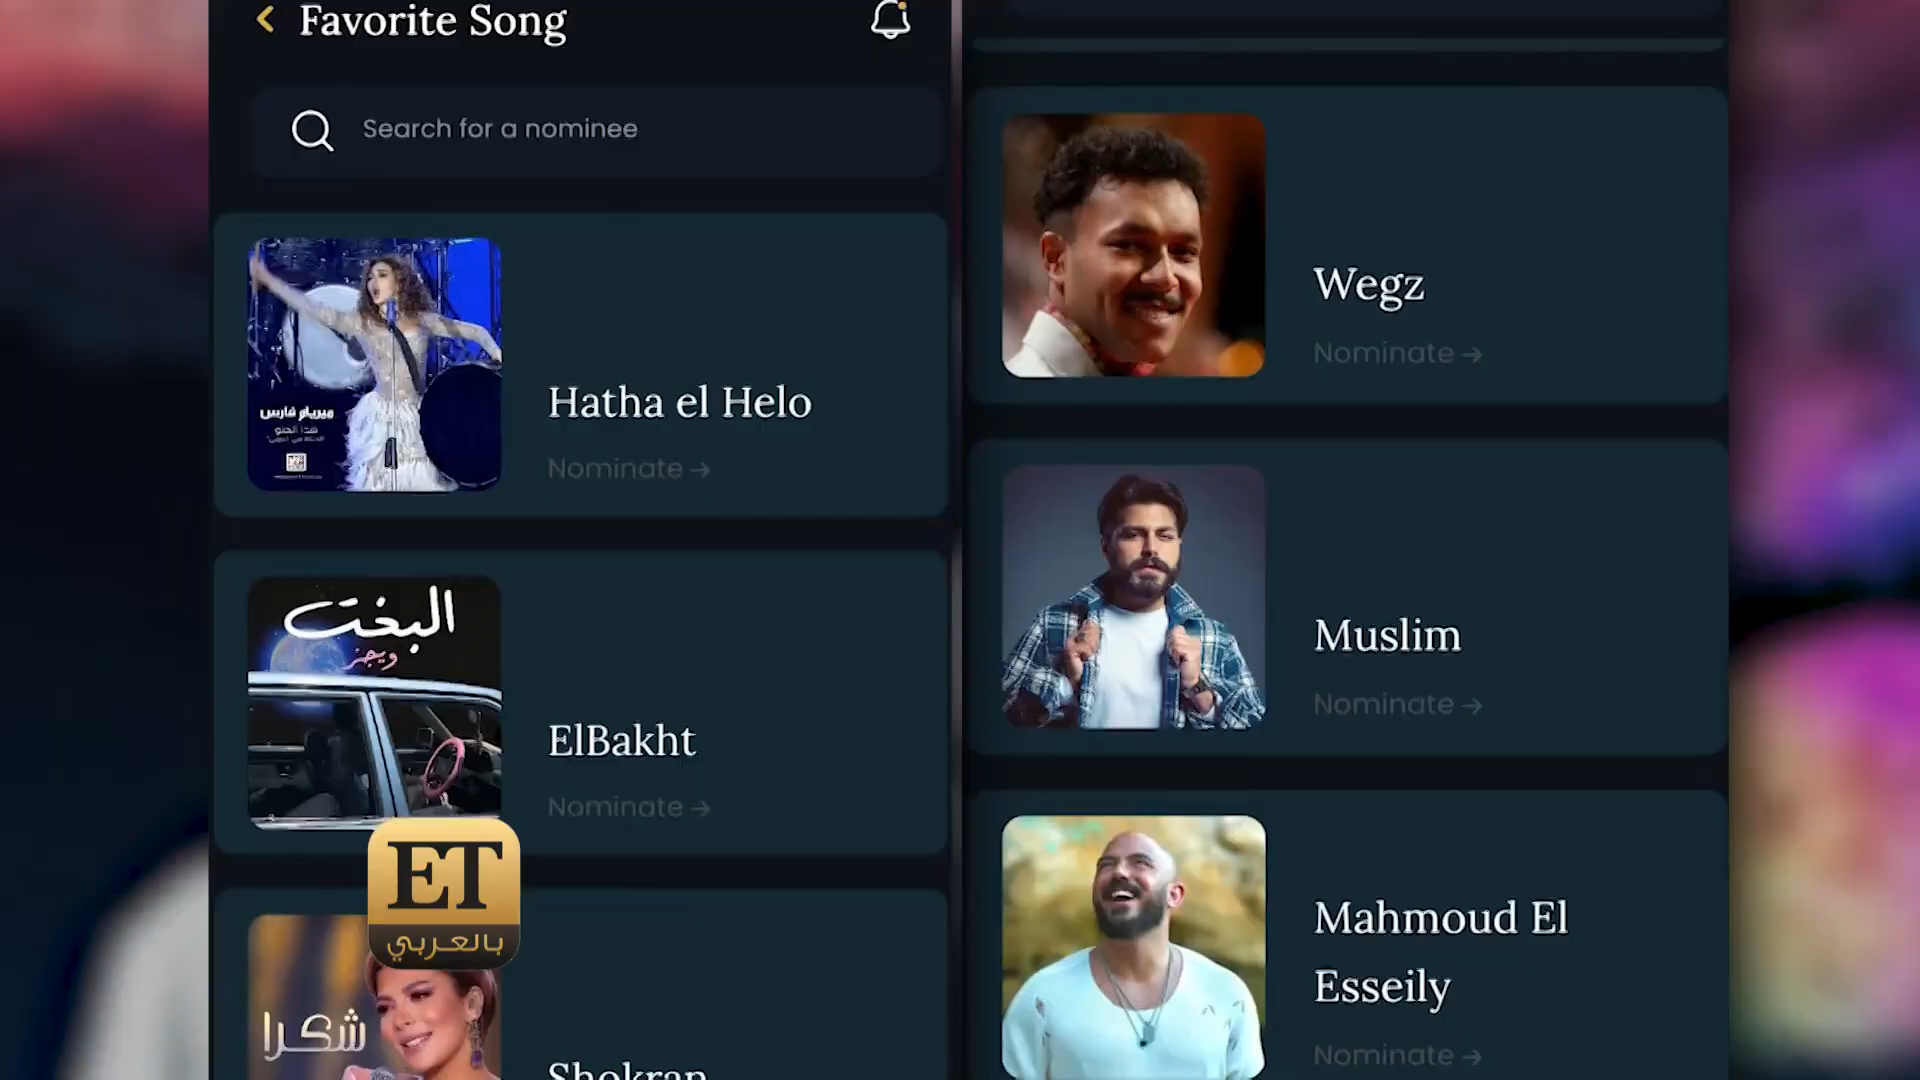 Favorite Song
Search for a nominee
ميريام فارس
هذا الحلو
Hatha el Helo
Nominate →
البخت
ويجز
ElBakht
Nominate →
ET
بالعربي
شكرا
Shokran
Wegz
Nominate →
Muslim
Nominate →
Mahmoud El
Esseily
Nominate →